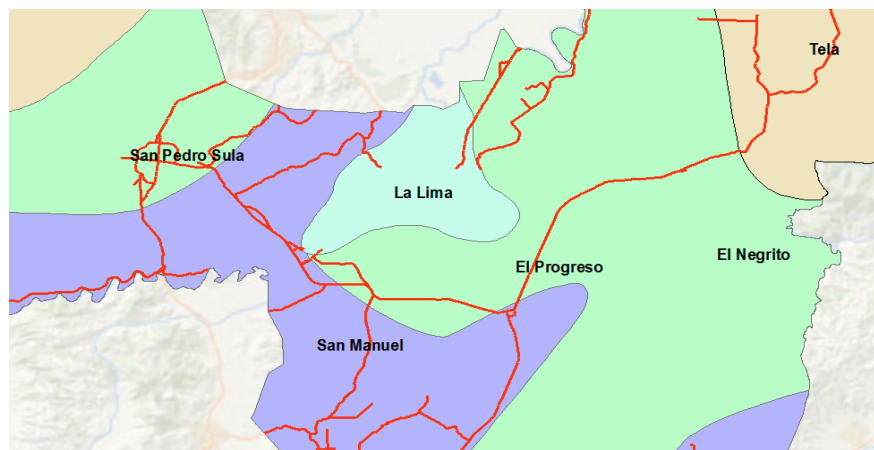 Tela
San Pedro Sula
La Lima
El Negrito
El Progreso
San Manuel